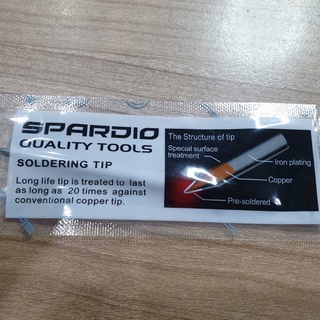 SPARDIO
QUALITY TOOLS
SOLDERING TIP
Long life tip is treated to last
as long as 20 times against
conventional copper tip.
The Structure of tip
Special surface
treatment
Iron plating
Copper
Pre-soldered